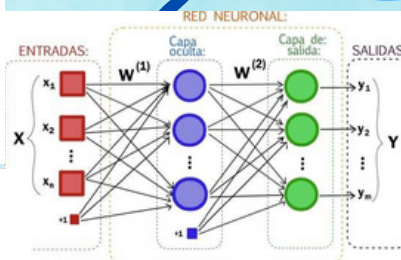 RED NEURONAL:
ENTRADAS:
Capa
oculta:
Capa de
salida:
SALIDAS:
W(1)
W(2)
x1
x2
xn
+1
X
+1
y1
y2
ym
Y